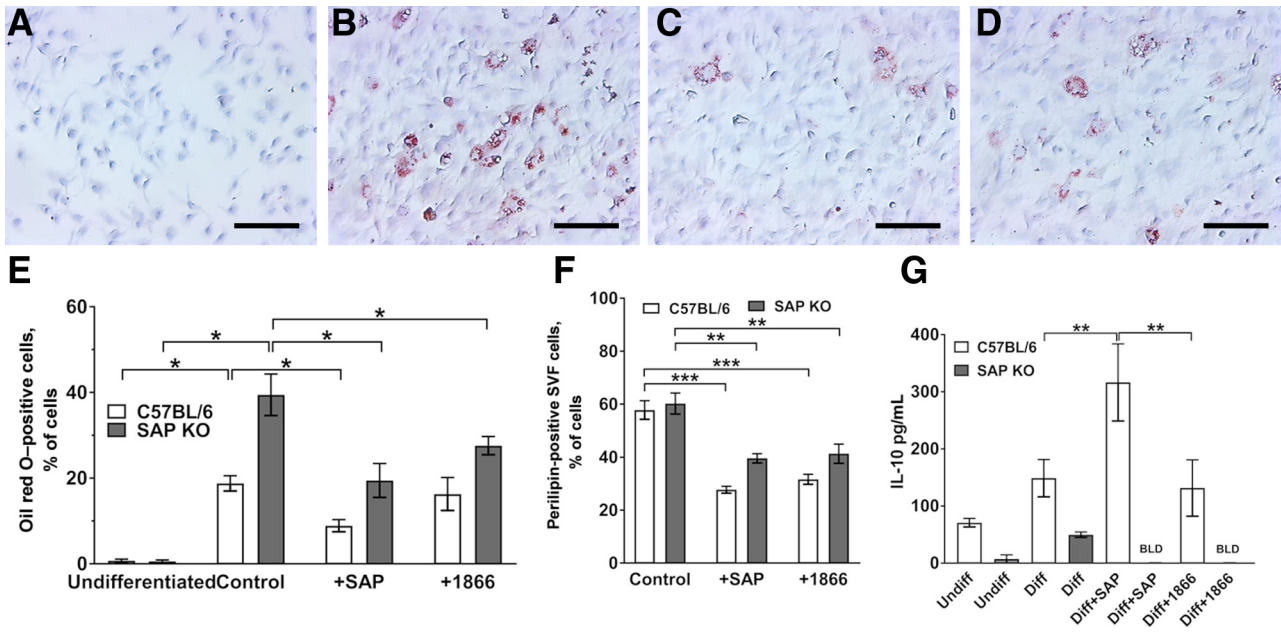 A
B
C
D
E
Oil red O–positive cells,
% of cells
60
40
20
0
C57BL/6
SAP KO
*
*
*
*
*
Undifferentiated
Control
+SAP
+1866
F
Perilipin-positive SVF cells,
% of cells
100
80
60
40
20
0
C57BL/6
SAP KO
**
**
***
***
Control
+SAP
+1866
G
IL-10 pg/mL
400
300
200
100
0
C57BL/6
SAP KO
**
**
BLD
BLD
Undiff
Undiff
Diff
Diff
Diff+SAP
Diff+SAP
Diff+1866
Diff+1866